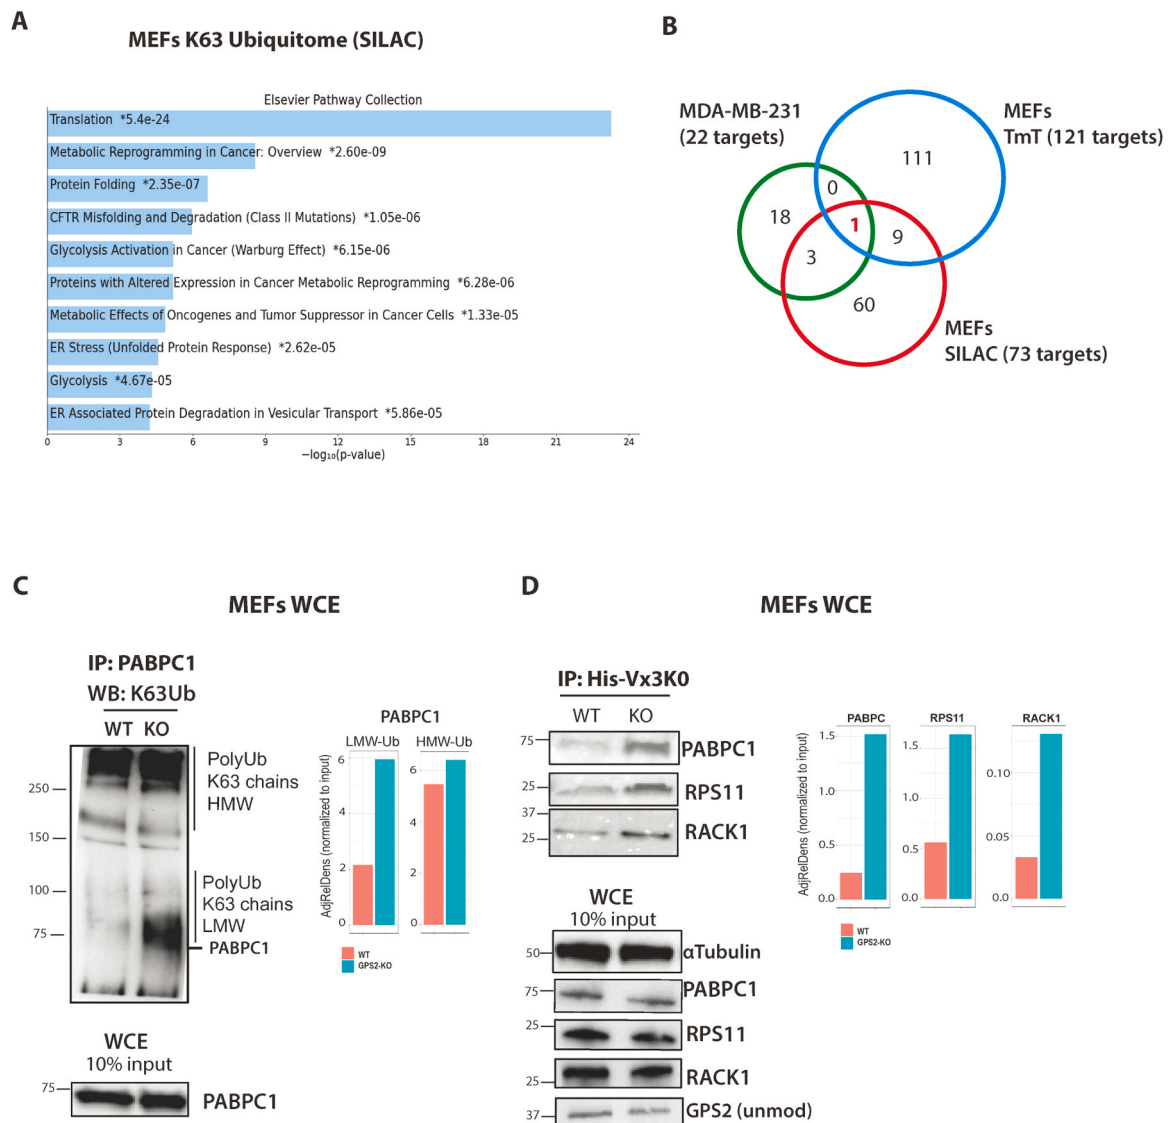 A
MEFs K63 Ubiquitome (SILAC)
Elsevier Pathway Collection
Translation *5.4e-24
Metabolic Reprogramming in Cancer: Overview *2.60e-09
Protein Folding *2.35e-07
CFTR Misfolding and Degradation (Class II Mutations) *1.05e-06
Glycolysis Activation in Cancer (Warburg Effect) *6.15e-06
Proteins with Altered Expression in Cancer Metabolic Reprogramming *6.28e-06
Metabolic Effects of Oncogenes and Tumor Suppressor in Cancer Cells *1.33e-05
ER Stress (Unfolded Protein Response) *2.62e-05
Glycolysis *4.67e-05
ER Associated Protein Degradation in Vesicular Transport *5.86e-05
0 3 6 9 12 15 18 21 24
−log₁₀(p-value)
B
MDA-MB-231
(22 targets)
MEFs
TmT (121 targets)
111
0
18
1
9
3
60
MEFs
SILAC (73 targets)
C
MEFs WCE
IP: PABPC1
WB: K63Ub
WT KO
250
150
100
75
PolyUb
K63 chains
HMW
PolyUb
K63 chains
LMW
PABPC1
WCE
10% input
75
PABPC1
PABPC1
LMW-Ub HMW-Ub
AdjRelDens (normalized to input)
6
4
2
0
6
4
2
0
WT
GPS2-KO
D
MEFs WCE
IP: His-Vx3K0
WT KO
75
PABPC1
25
RPS11
37
25
RACK1
WCE
10% input
50
αTubulin
75
PABPC1
25
RPS11
25
RACK1
37
GPS2 (unmod)
PABPC RPS11 RACK1
AdjRelDens (normalized to input)
1.5
1.0
0.5
0.0
1.5
1.0
0.5
0.0
0.10
0.05
0.00
WT
GPS2-KO